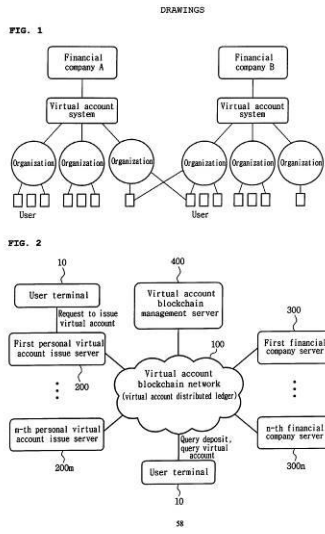 DRAWINGS
FIG. 1
Financial
company A
Financial
company B
Virtual account
system
Virtual account
system
Organization
Organization
Organization
Organization
Organization
Organization
User
User
FIG. 2
10
User terminal
Request to issue
virtual account
400
Virtual account
blockchain
management server
300
First financial
company server
First personal virtual
account issue server
200
100
Virtual account
blockchain network
(virtual account distributed ledger)
m-th personal virtual
account issue server
200m
Query deposit,
query virtual
account
n-th financial
company server
300n
User terminal
10
58